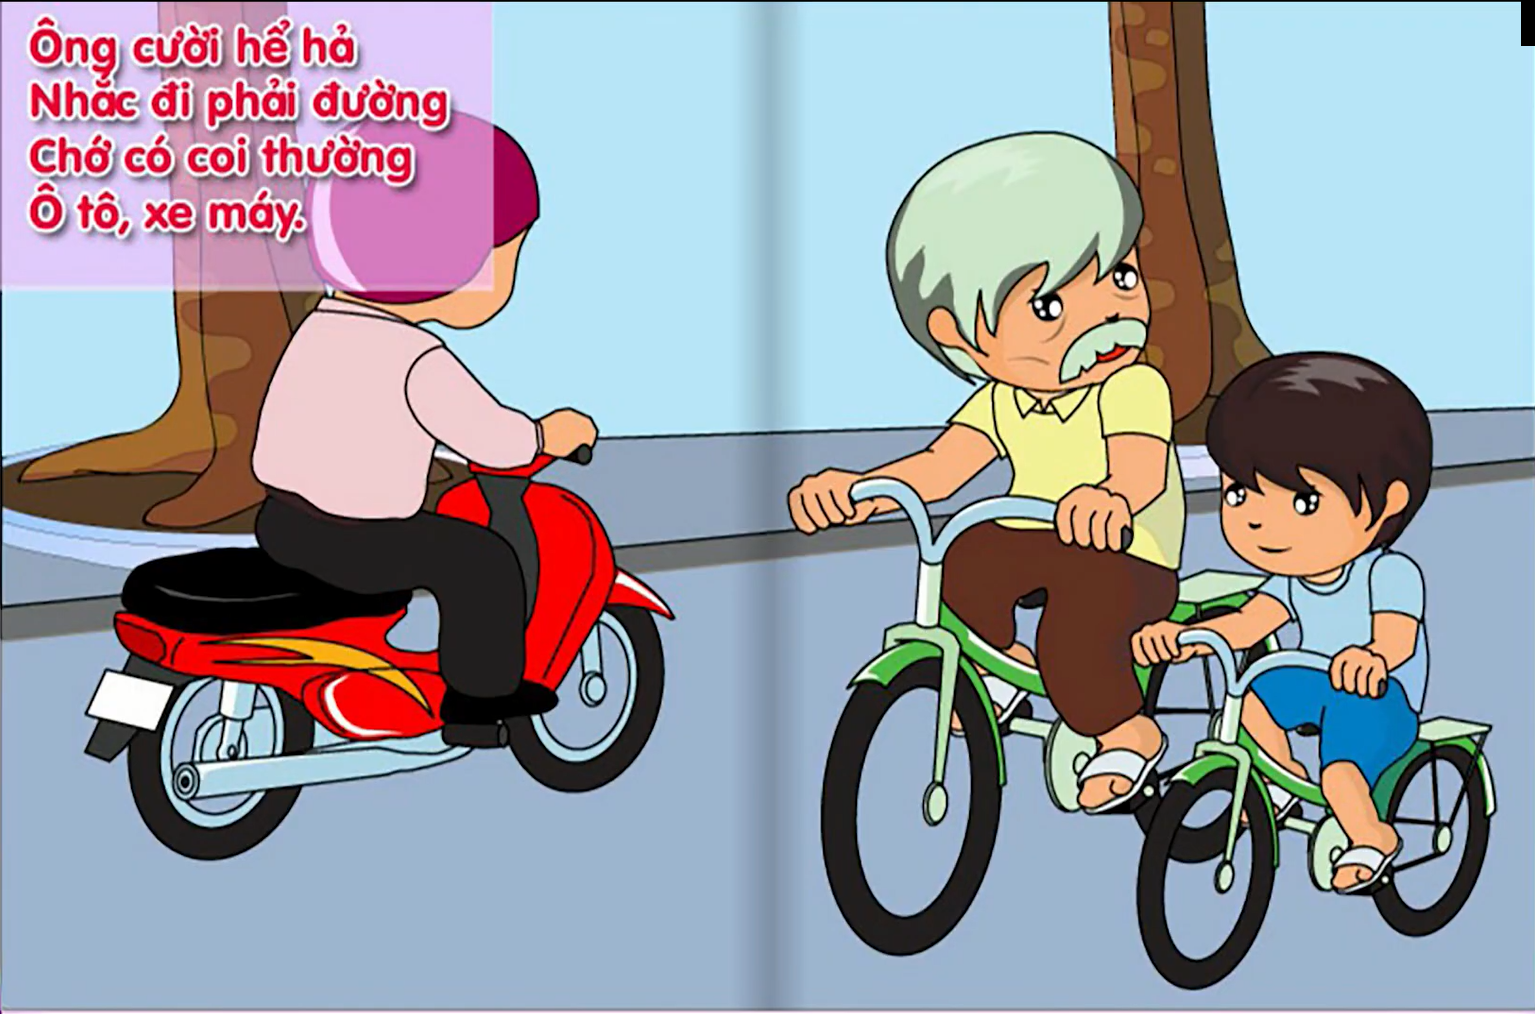 Ông cười hể hả
Nhắc đi phải đường
Chớ có coi thường
Ô tô, xe máy.